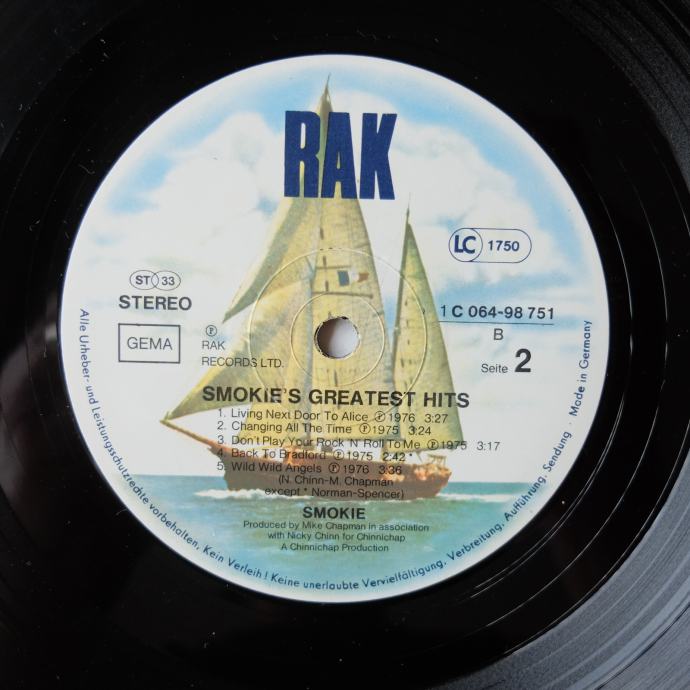 RAK
LC 1750
ST 33
STEREO
GEMA
℗
RAK
RECORDS LTD.
1 C 064-98 751
B
Seite 2
SMOKIE'S GREATEST HITS
1. Living Next Door To Alice ℗ 1976 3:27
2. Changing All The Time ℗ 1975 3:24
3. Don't Play Your Rock 'N' Roll To Me ℗ 1975 3:17
4. Back To Bradford ℗ 1975 2:42 *
5. Wild Wild Angels ℗ 1976 3:36
(N. Chinn-M. Chapman
except * Norman-Spencer)
SMOKIE
Produced by Mike Chapman in association
with Nicky Chinn for Chinnichap
A Chinnichap Production
Alle Urheber- und Leistungsschutzrechte vorbehalten. Kein Verleih! Keine unerlaubte Vervielfältigung, Verbreitung, Aufführung, Sendung · Made in Germany